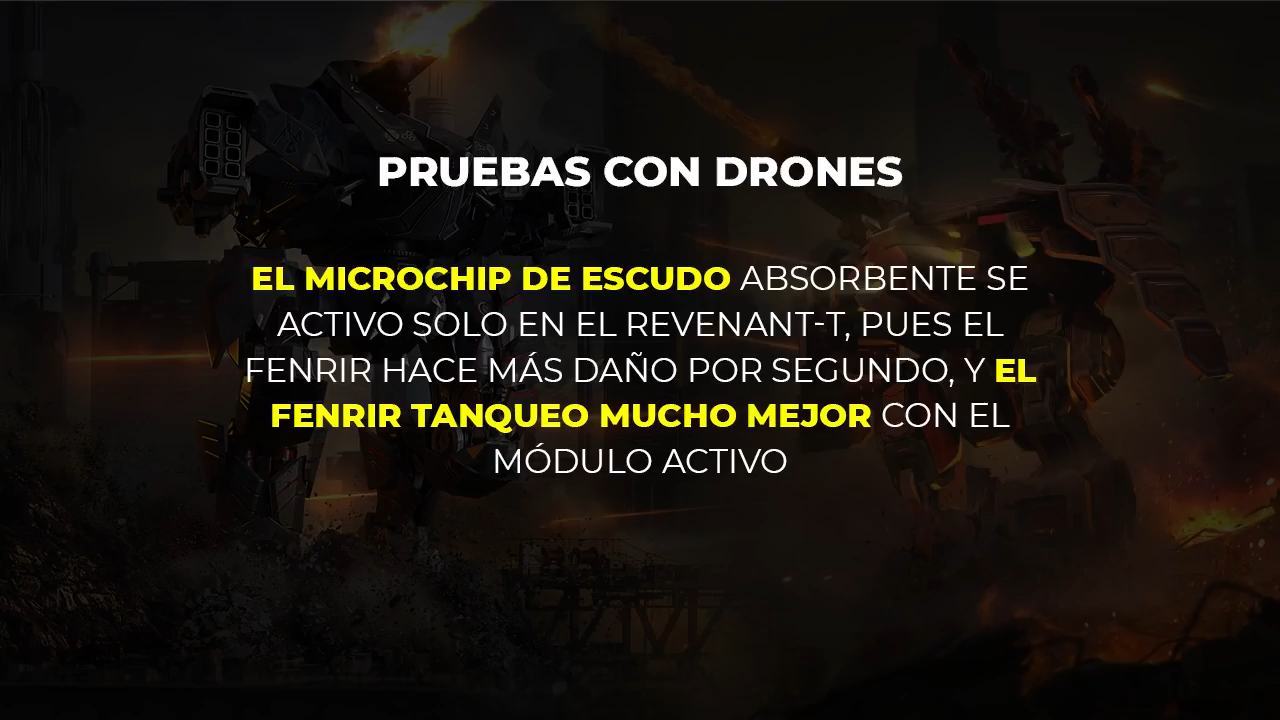 PRUEBAS CON DRONES
EL MICROCHIP DE ESCUDO ABSORBENTE SE
ACTIVO SOLO EN EL REVENANT-T, PUES EL
FENRIR HACE MÁS DAÑO POR SEGUNDO, Y EL
FENRIR TANQUEO MUCHO MEJOR CON EL
MÓDULO ACTIVO